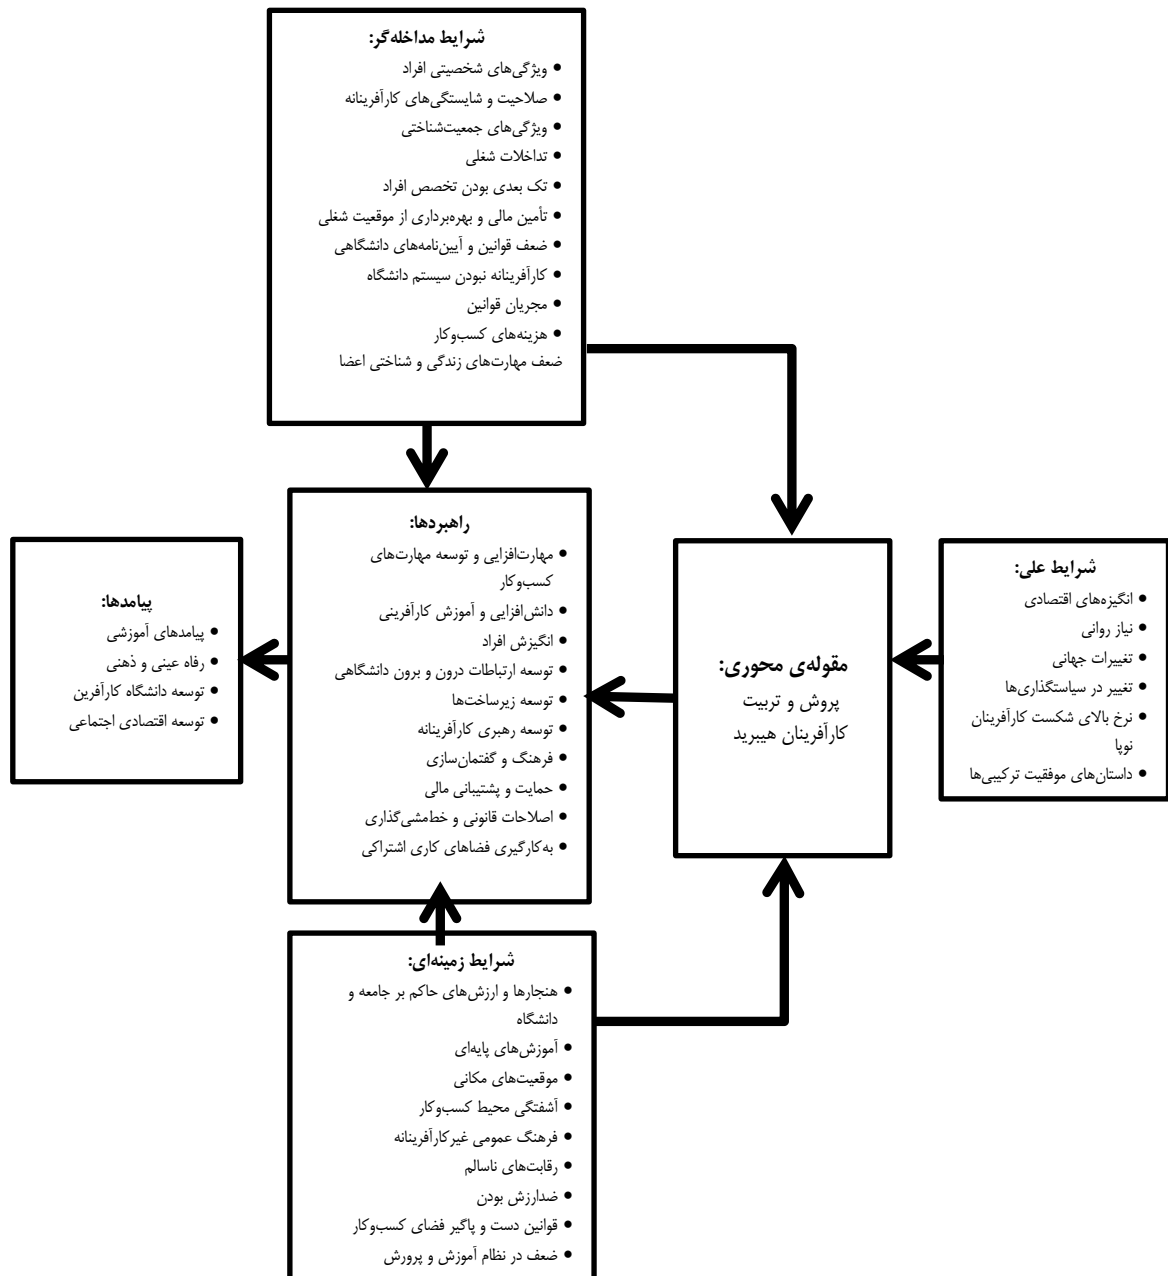 شرایط مداخله‌گر:
● ویژگی‌های شخصیتی افراد
● صلاحیت و شایستگی‌های کارآفرینانه
● ویژگی‌های جمعیت‌شناختی
● تداخلات شغلی
● تک بعدی بودن تخصص افراد
● تأمین مالی و بهره‌برداری از موقعیت شغلی
● ضعف قوانین و آیین‌نامه‌های دانشگاهی
● کارآفرینانه نبودن سیستم دانشگاه
● مجریان قوانین
● هزینه‌های کسب‌وکار
ضعف مهارت‌های زندگی و شناختی اعضا
شرایط علی:
● انگیزه‌های اقتصادی
● نیاز روانی
● تغییرات جهانی
● تغییر در سیاستگذاری‌ها
● نرخ بالای شکست کارآفرینان
نوپا
● داستان‌های موفقیت ترکیبی‌ها
مقوله‌ی محوری:
پروش و تربیت
کارآفرینان هیبرید
راهبردها:
● مهارت‌افزایی و توسعه مهارت‌های
کسب‌وکار
● دانش‌افزایی و آموزش کارآفرینی
● انگیزش افراد
● توسعه ارتباطات درون و برون دانشگاهی
● توسعه زیرساخت‌ها
● توسعه رهبری کارآفرینانه
● فرهنگ و گفتمان‌سازی
● حمایت و پشتیبانی مالی
● اصلاحات قانونی و خط‌مشی‌گذاری
● به‌کارگیری فضاهای کاری اشتراکی
پیامدها:
● پیامدهای آموزشی
● رفاه عینی و ذهنی
● توسعه دانشگاه کارآفرین
● توسعه اقتصادی اجتماعی
شرایط زمینه‌ای:
● هنجارها و ارزش‌های حاکم بر جامعه و
دانشگاه
● آموزش‌های پایه‌ای
● موقعیت‌های مکانی
● آشفتگی محیط کسب‌وکار
● فرهنگ عمومی غیرکارآفرینانه
● رقابت‌های ناسالم
● ضدارزش بودن
● قوانین دست و پاگیر فضای کسب‌وکار
● ضعف در نظام آموزش و پرورش